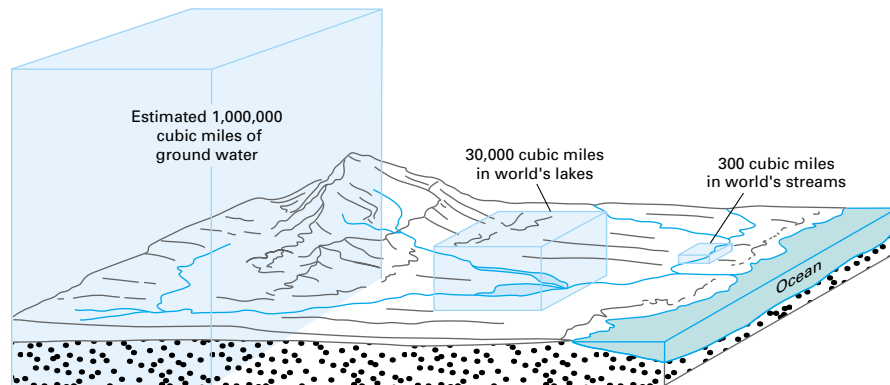 Estimated 1,000,000
cubic miles of
ground water
30,000 cubic miles
in world's lakes
300 cubic miles
in world's streams
Ocean